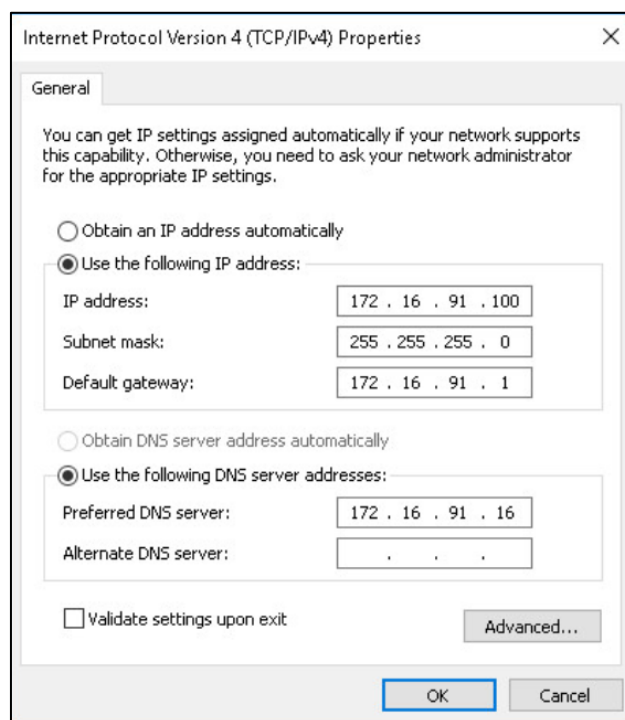 Internet Protocol Version 4 (TCP/IPv4) Properties
General
You can get IP settings assigned automatically if your network supports
this capability. Otherwise, you need to ask your network administrator
for the appropriate IP settings.
Obtain an IP address automatically
Use the following IP address:
IP address: 172 . 16 . 91 . 100
Subnet mask: 255 . 255 . 255 . 0
Default gateway: 172 . 16 . 91 . 1
Obtain DNS server address automatically
Use the following DNS server addresses:
Preferred DNS server: 172 . 16 . 91 . 16
Alternate DNS server: . . .
Validate settings upon exit
Advanced...
OK Cancel